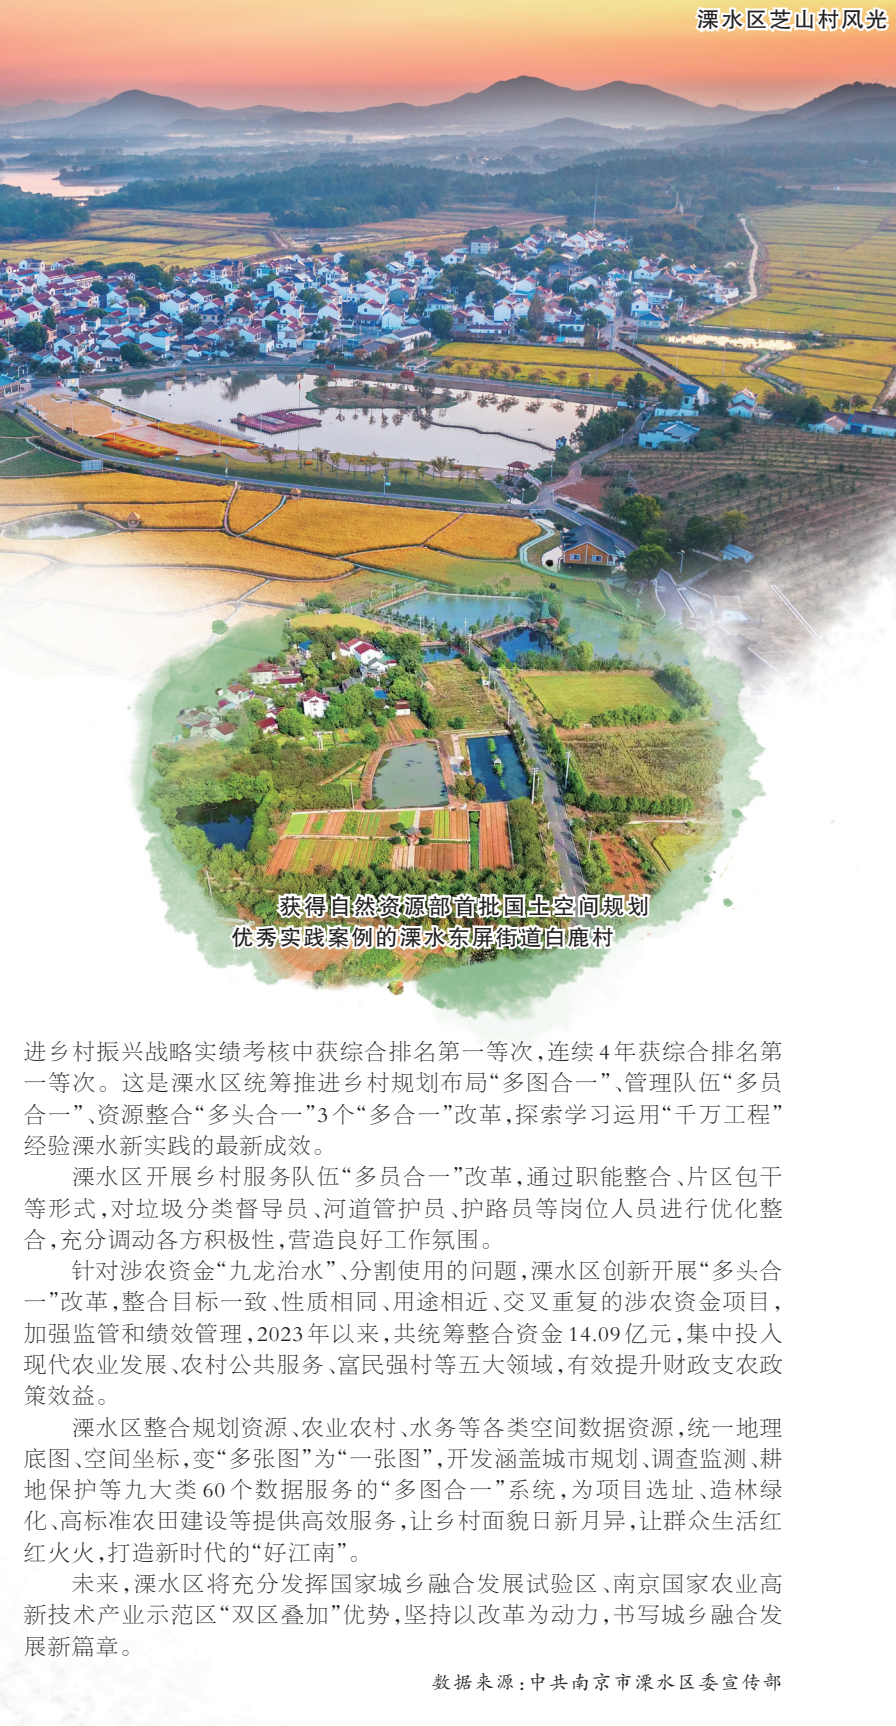 溧水区芝山村风光
获得自然资源部首批国土空间规划
优秀实践案例的溧水东屏街道白鹿村
进乡村振兴战略实绩考核中获综合排名第一等次，连续4年获综合排名第
一等次。这是溧水区统筹推进乡村规划布局“多图合一”、管理队伍“多员
合一”、资源整合“多头合一”3个“多合一”改革，探索学习运用“千万工程”
经验溧水新实践的最新成效。
溧水区开展乡村服务队伍“多员合一”改革，通过职能整合、片区包干
等形式，对垃圾分类督导员、河道管护员、护路员等岗位人员进行优化整
合，充分调动各方积极性，营造良好工作氛围。
针对涉农资金“九龙治水”、分割使用的问题，溧水区创新开展“多头合
一”改革，整合目标一致、性质相同、用途相近、交叉重复的涉农资金项目，
加强监管和绩效管理，2023年以来，共统筹整合资金14.09亿元，集中投入
现代农业发展、农村公共服务、富民强村等五大领域，有效提升财政支农政
策效益。
溧水区整合规划资源、农业农村、水务等各类空间数据资源，统一地理
底图、空间坐标，变“多张图”为“一张图”，开发涵盖城市规划、调查监测、耕
地保护等九大类60个数据服务的“多图合一”系统，为项目选址、造林绿
化、高标准农田建设等提供高效服务，让乡村面貌日新月异，让群众生活红
红火火，打造新时代的“好江南”。
未来，溧水区将充分发挥国家城乡融合发展试验区、南京国家农业高
新技术产业示范区“双区叠加”优势，坚持以改革为动力，书写城乡融合发
展新篇章。
数据来源：中共南京市溧水区委宣传部